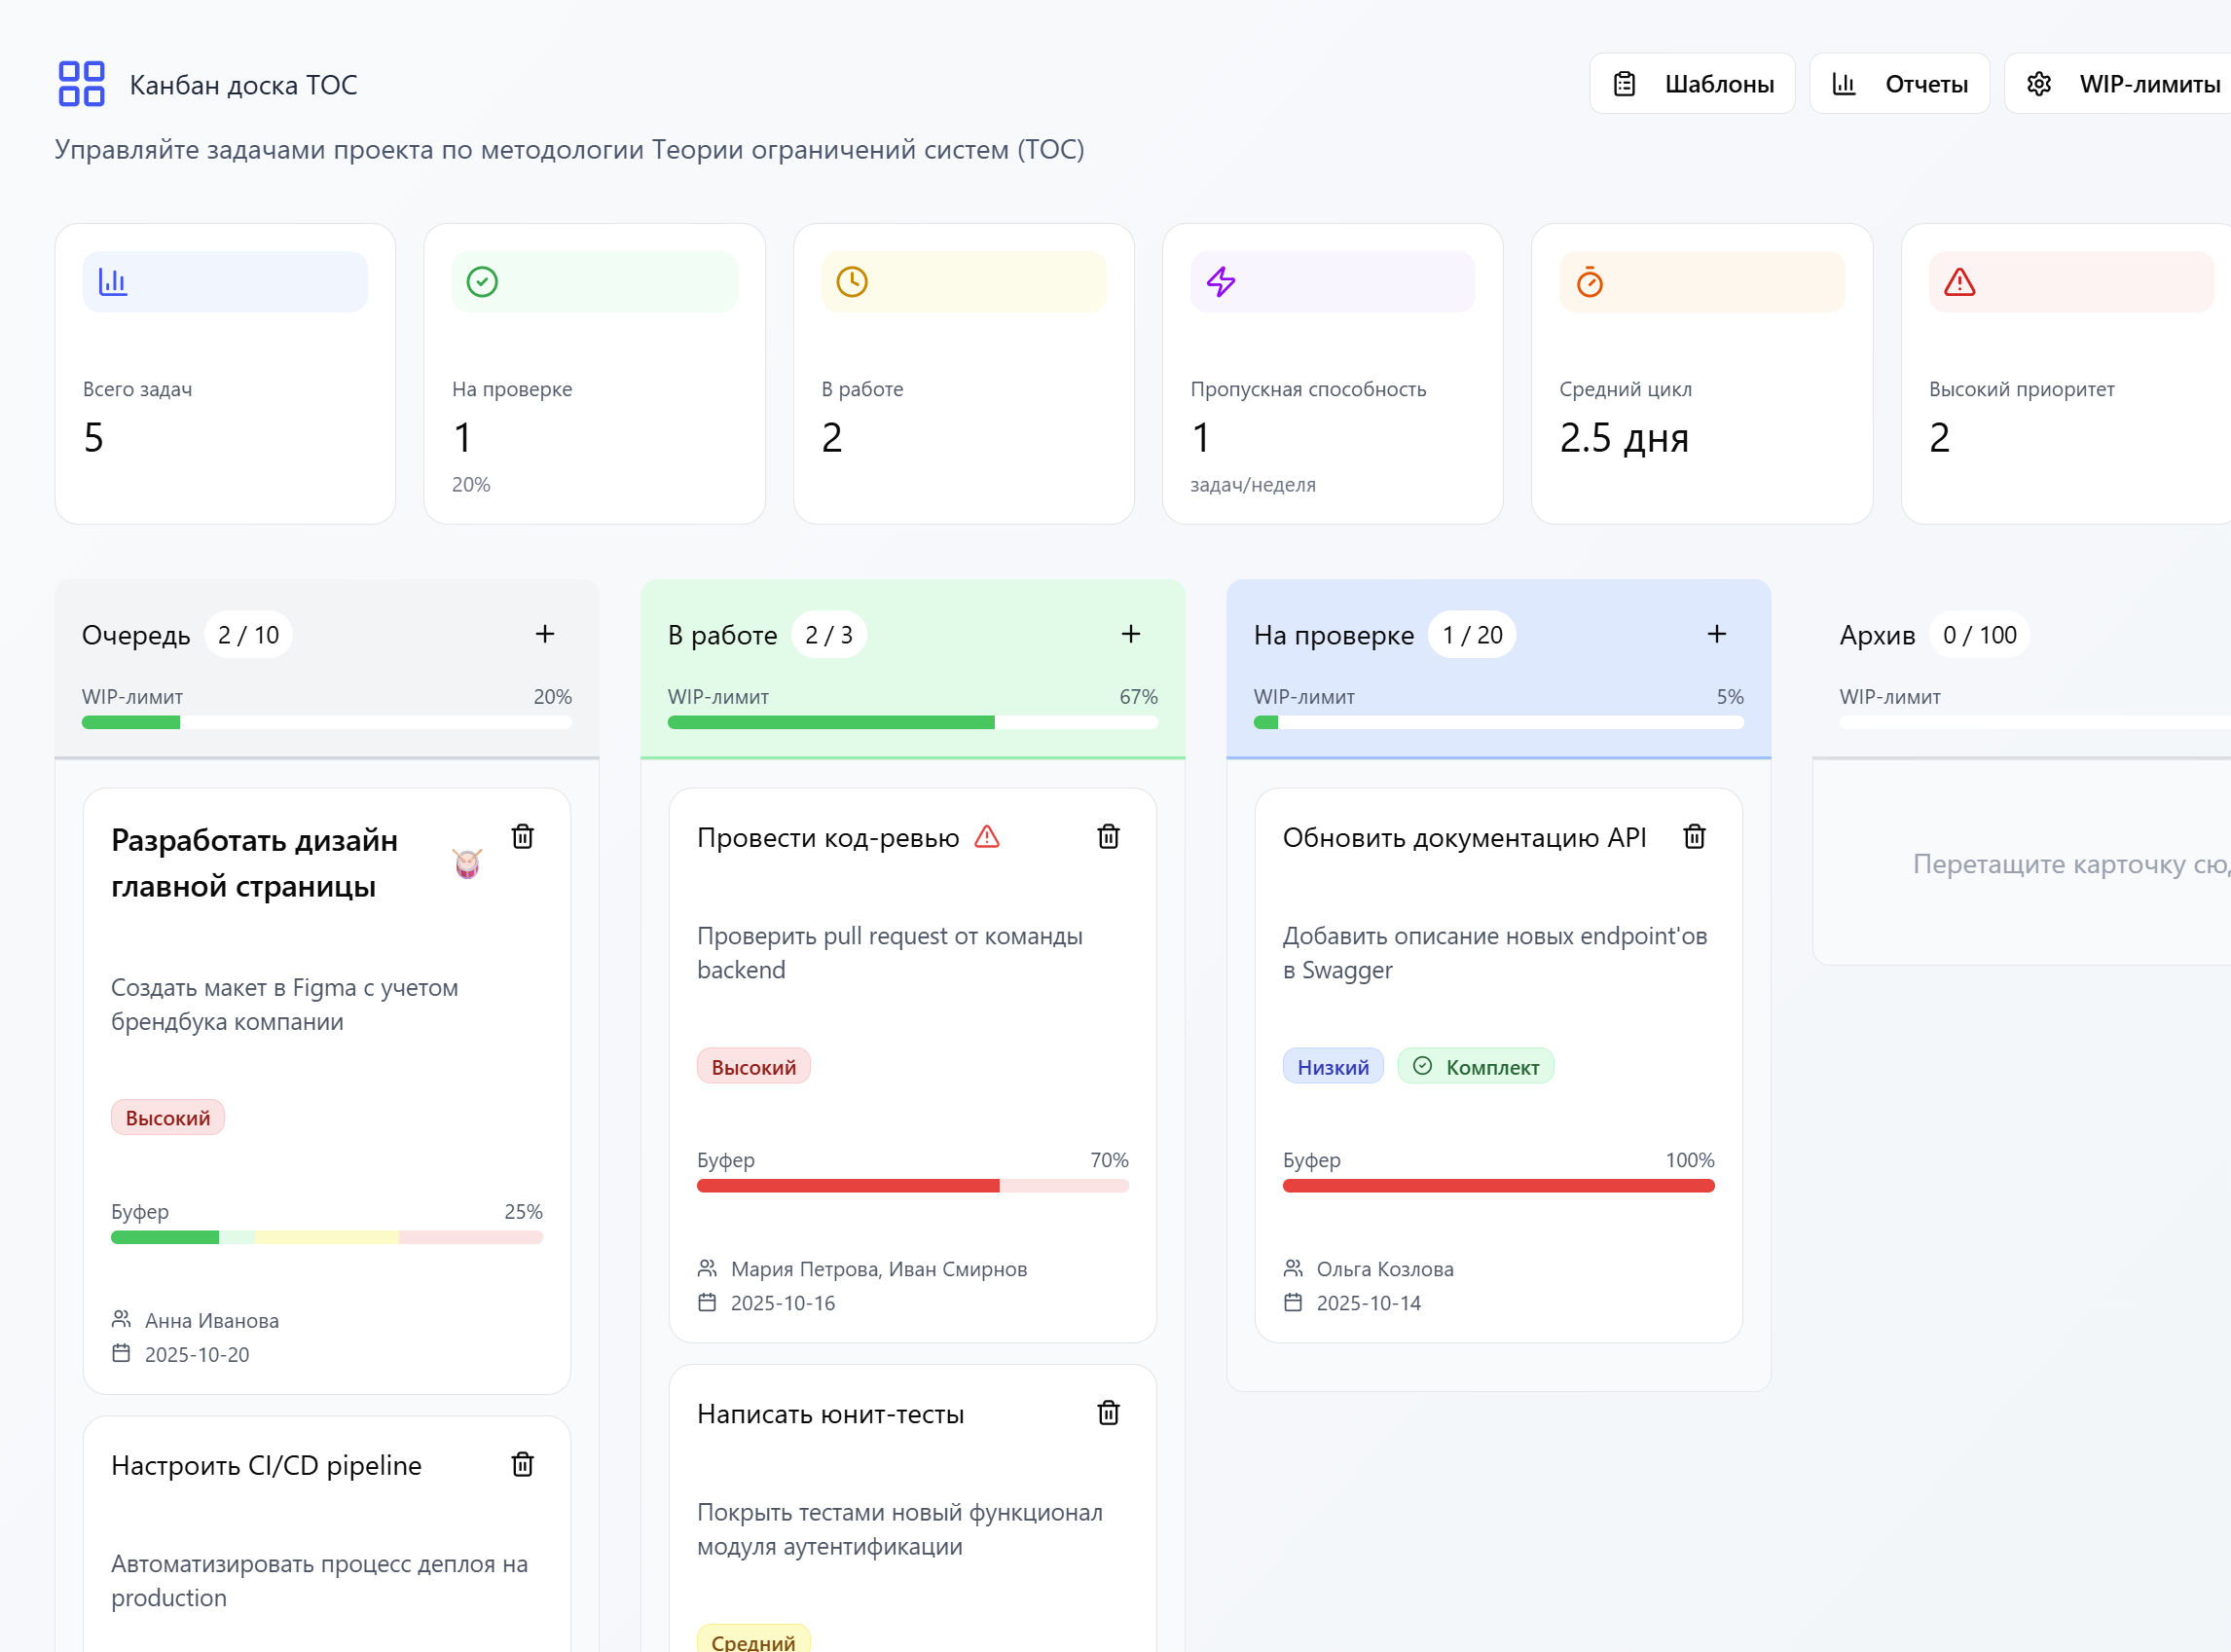 Канбан доска ТОС
Шаблоны
Отчеты
WIP-лимиты
Управляйте задачами проекта по методологии Теории ограничений систем (ТОС)
Всего задач
5
На проверке
1
20%
В работе
2
Пропускная способность
1
задач/неделя
Средний цикл
2.5 дня
Высокий приоритет
2
Очередь 2 / 10
WIP-лимит 20%
Разработать дизайн
главной страницы
Создать макет в Figma с учетом
брендбука компании
Высокий
Буфер 25%
Анна Иванова
2025-10-20
Настроить CI/CD pipeline
Автоматизировать процесс деплоя на
production
В работе 2 / 3
WIP-лимит 67%
Провести код-ревью
Проверить pull request от команды
backend
Высокий
Буфер 70%
Мария Петрова, Иван Смирнов
2025-10-16
Написать юнит-тесты
Покрыть тестами новый функционал
модуля аутентификации
Средний
На проверке 1 / 20
WIP-лимит 5%
Обновить документацию API
Добавить описание новых endpoint'ов
в Swagger
Низкий
Комплект
Буфер 100%
Ольга Козлова
2025-10-14
Архив 0 / 100
WIP-лимит
Перетащите карточку